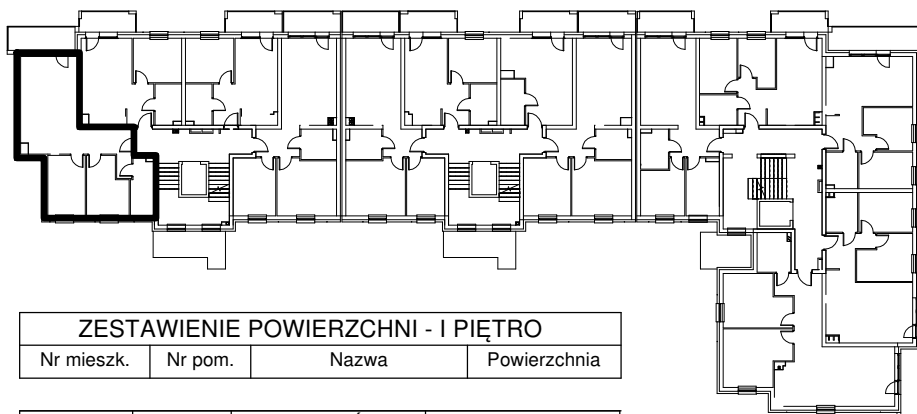 ZESTAWIENIE POWIERZCHNI - I PIĘTRO
Nr mieszk. Nr pom. Nazwa Powierzchnia